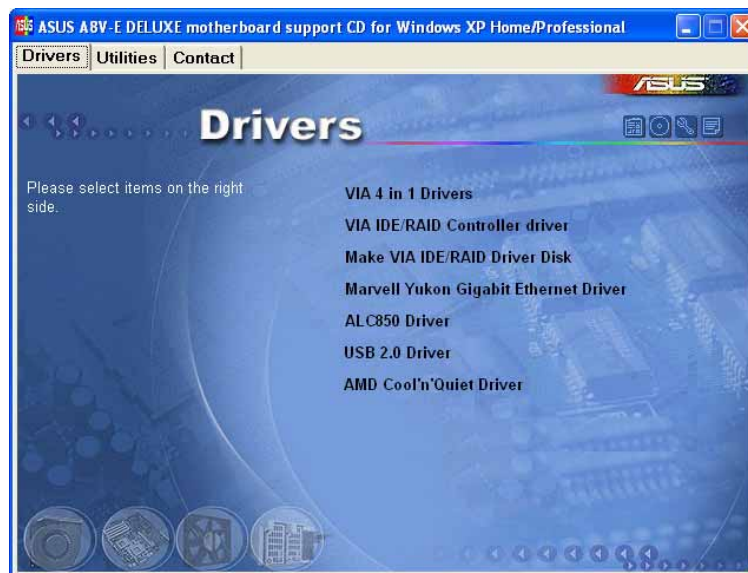 ASUS A8V-E DELUXE motherboard support CD for Windows XP Home/Professional
Drivers
Utilities
Contact
ASUS
Drivers
Please select items on the right
side.
VIA 4 in 1 Drivers
VIA IDE/RAID Controller driver
Make VIA IDE/RAID Driver Disk
Marvell Yukon Gigabit Ethernet Driver
ALC850 Driver
USB 2.0 Driver
AMD Cool'n'Quiet Driver